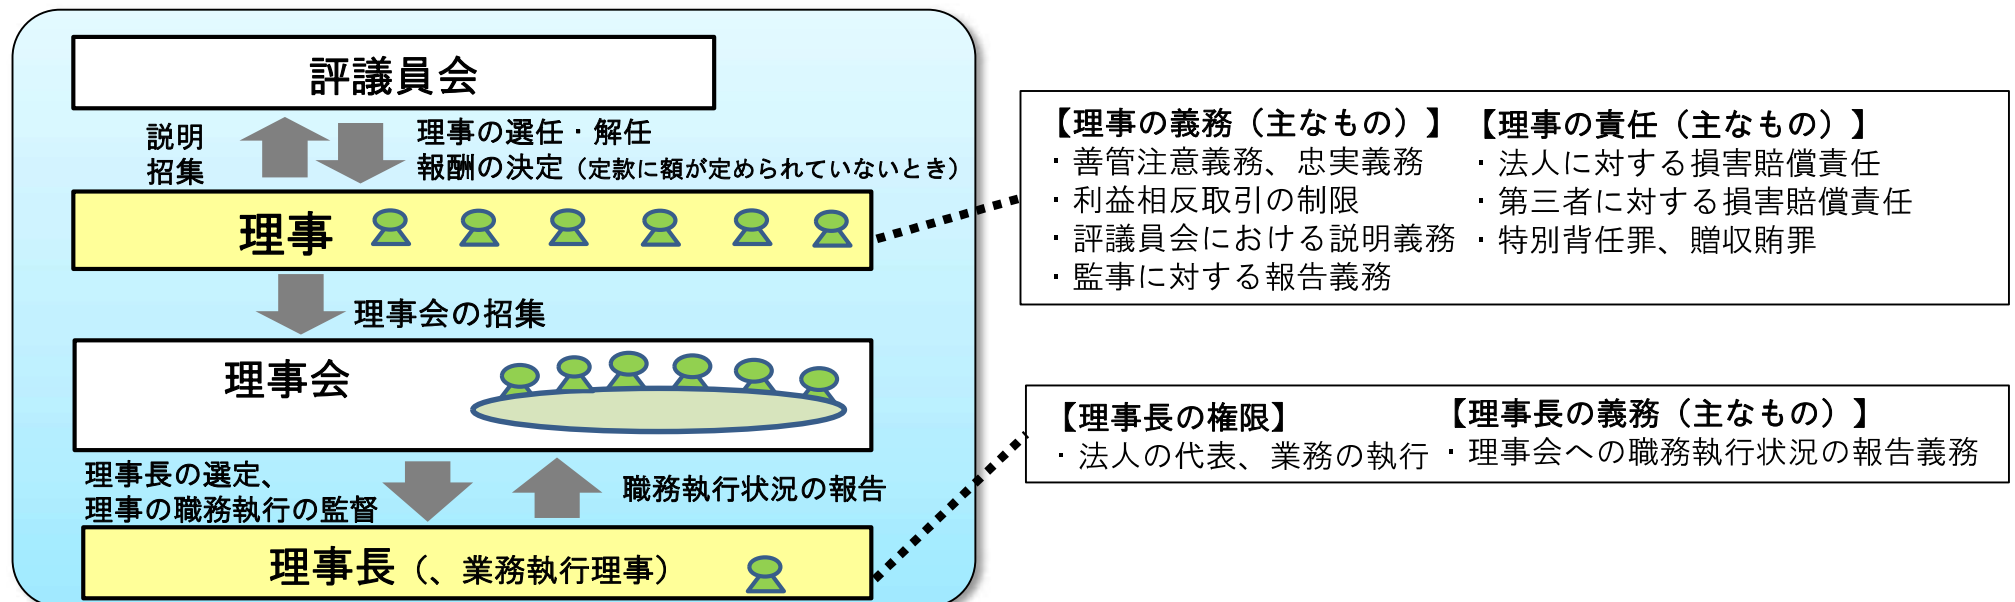 評議員会
説明
招集
理事の選任・解任
報酬の決定（定款に額が定められていないとき）
理事
理事会の招集
理事会
理事長の選定、
理事の職務執行の監督
職務執行状況の報告
理事長（、業務執行理事）
【理事の義務（主なもの）】
・善管注意義務、忠実義務
・利益相反取引の制限
・評議員会における説明義務
・監事に対する報告義務
【理事の責任（主なもの）】
・法人に対する損害賠償責任
・第三者に対する損害賠償責任
・特別背任罪、贈収賄罪
【理事長の権限】
・法人の代表、業務の執行
【理事長の義務（主なもの）】
・理事会への職務執行状況の報告義務